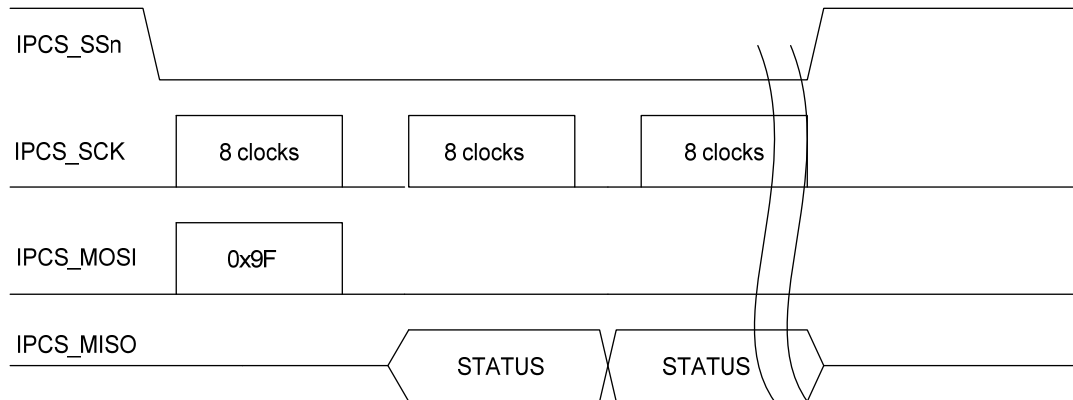 IPCS_SSn
IPCS_SCK 8 clocks 8 clocks 8 clocks
IPCS_MOSI 0x9F
IPCS_MISO STATUS STATUS